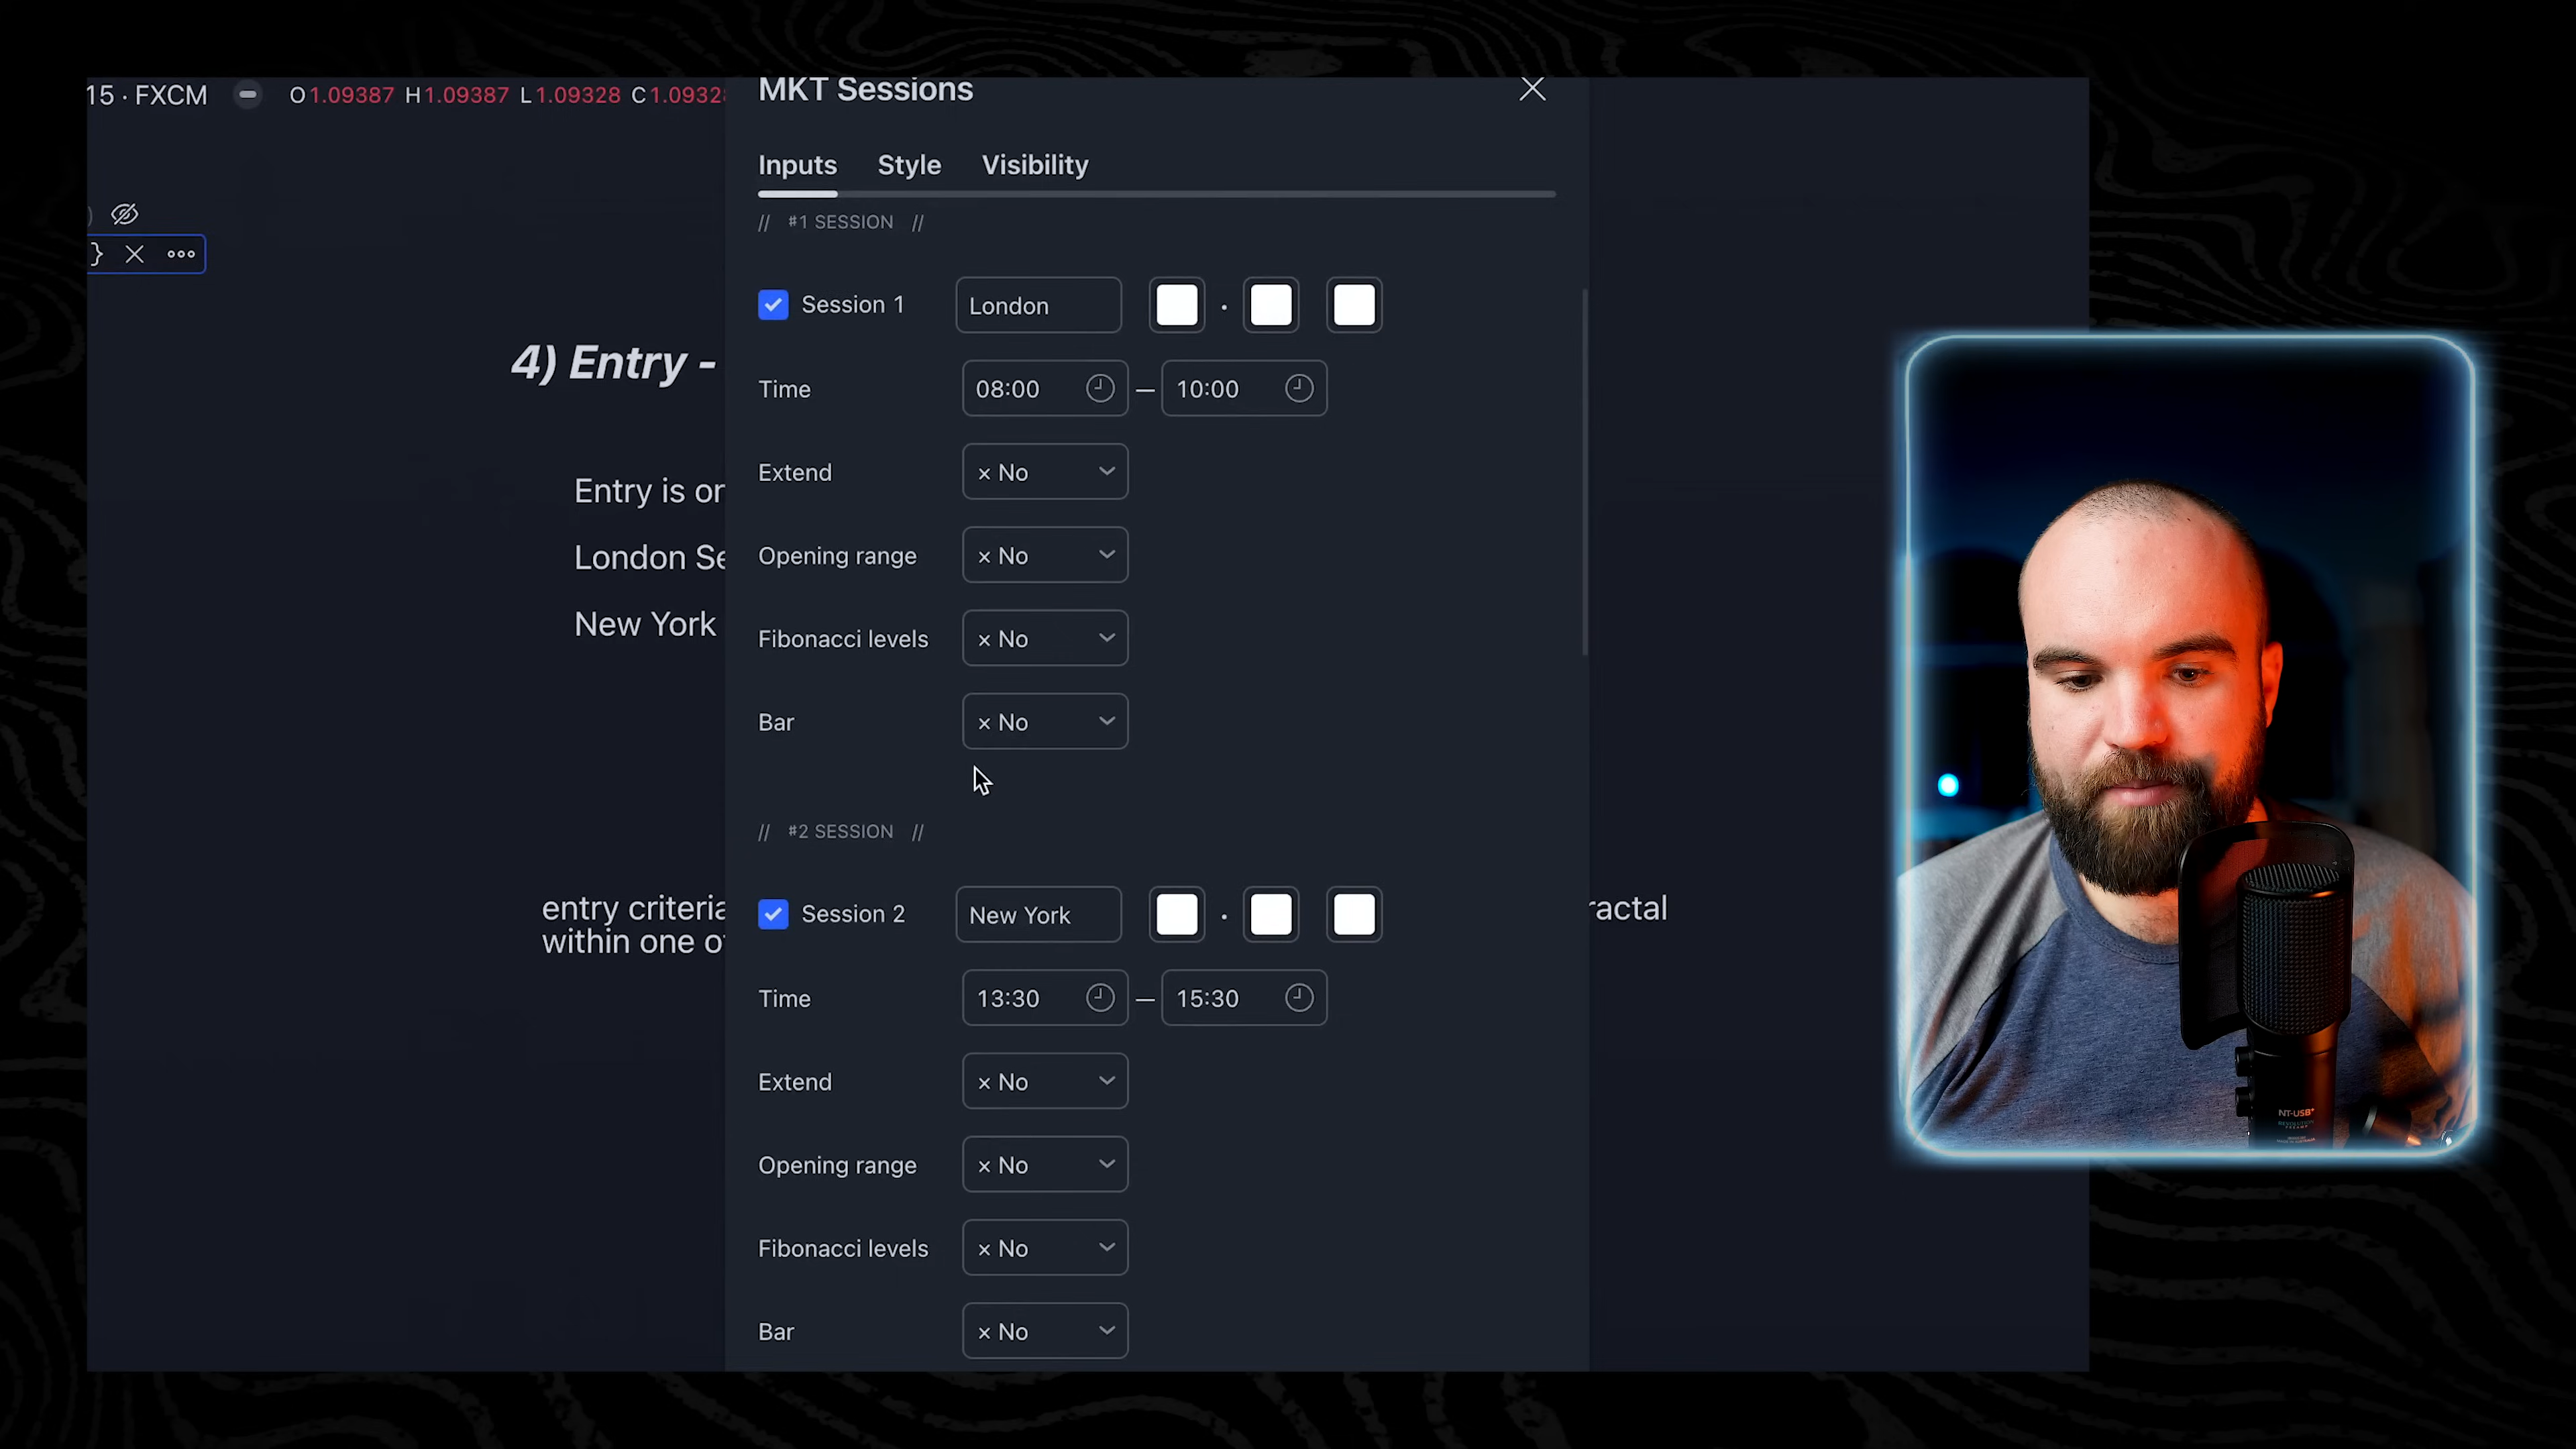 15 · FXCM O1.09387 H1.09387 L1.09328 C1.0932
MKT Sessions
Inputs Style Visibility
// #1 SESSION //
Session 1 London
Time 08:00 — 10:00
Extend × No
Opening range × No
Fibonacci levels × No
Bar × No
// #2 SESSION //
Session 2 New York
Time 13:30 — 15:30
Extend × No
Opening range × No
Fibonacci levels × No
Bar × No
4) Entry -
Entry is or
London Se
New York
entry criteria
within one o
ractal
NT-USB+